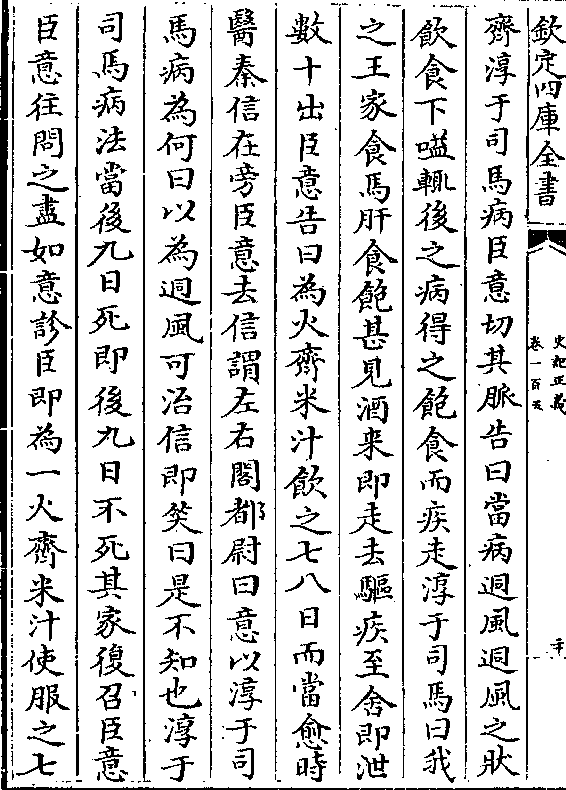 欽定四庫全書
史記正義
卷一百五
二十
齊淳于司馬病臣意切其脈告曰當病迵風迵風之狀
飲食下嗌輒後之病得之飽食而疾走淳于司馬曰我
之王家食馬肝食飽甚見酒来即走去驅疾至舍即泄
數十出臣意告曰為火齊米汁飲之七八日而當愈時
醫秦信在旁臣意去信謂左右閣都尉曰意以淳于司
馬病為何曰以為迵風可治信即笑曰是不知也淳于
司馬病法當後九日死即後九日不死其家復召臣意
臣意往問之盡如意診臣即為一火齊米汁使服之七